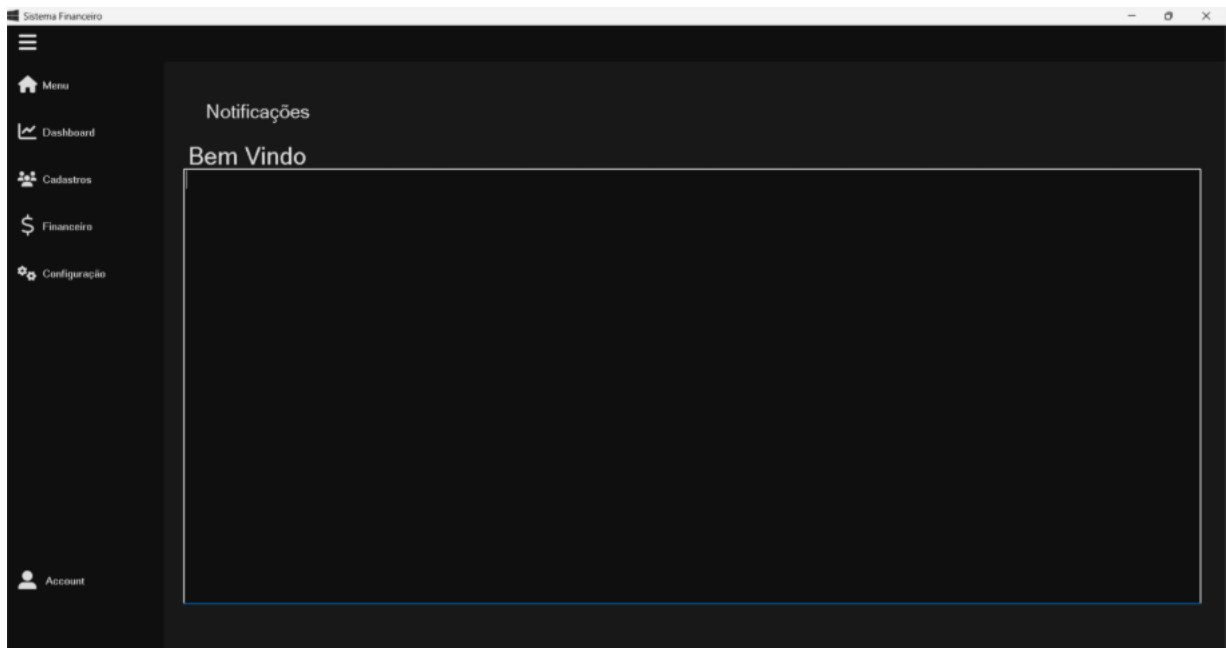 Sistema Financeiro
Menu
Dashboard
Cadastros
Financeiro
Configuração
Account
Notificações
Bem Vindo